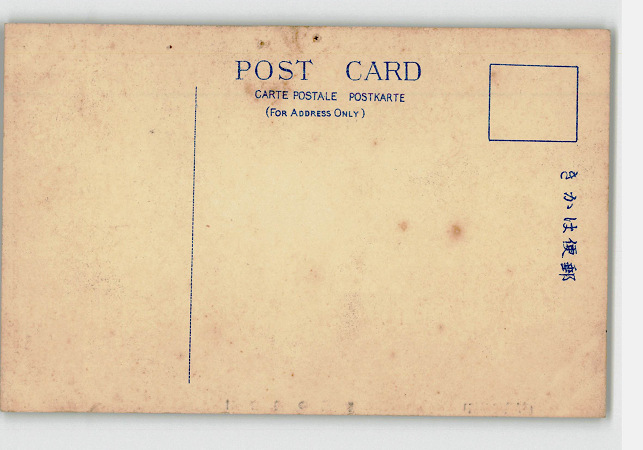 POST CARD
CARTE POSTALE POSTKARTE
(FOR ADDRESS ONLY)
郵便はかき